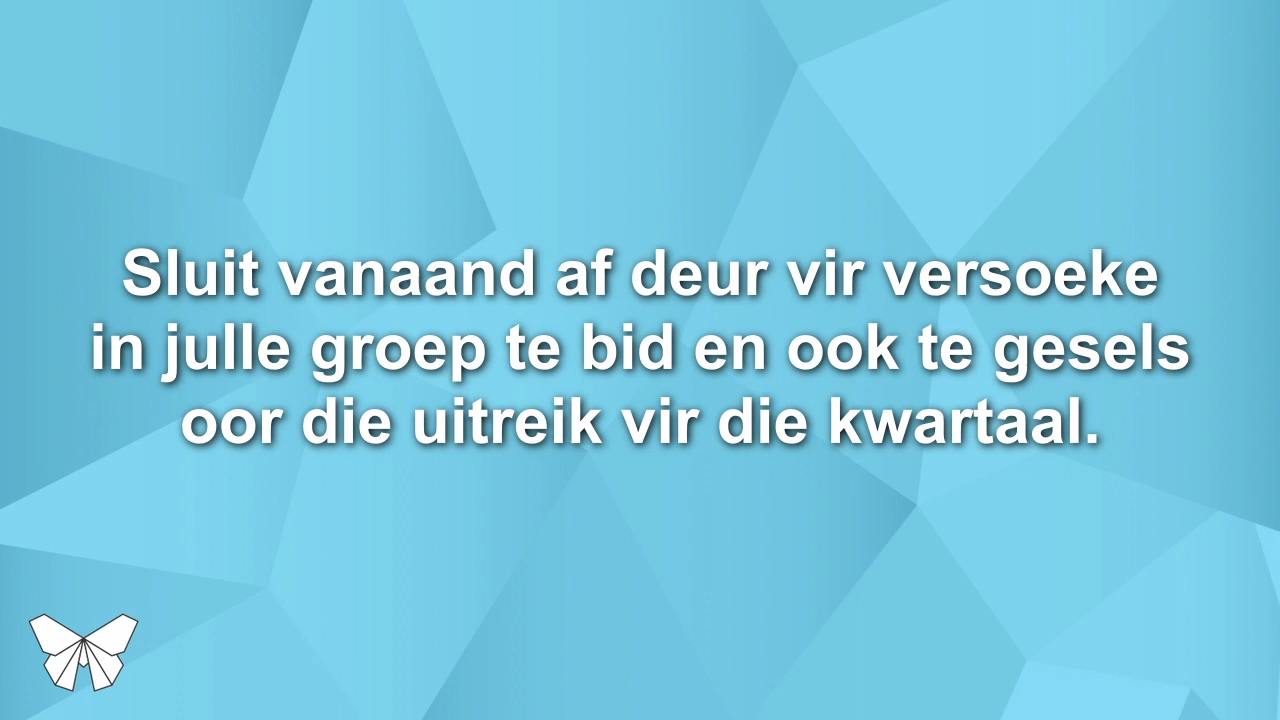 Sluit vanaand af deur vir versoeke
in julle groep te bid en ook te gesels
oor die uitreik vir die kwartaal.